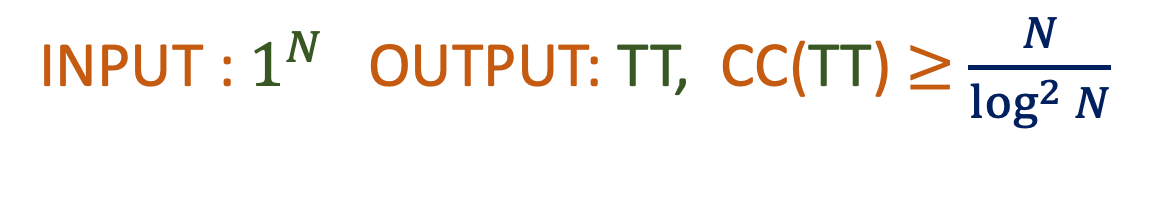 INPUT : 1^N OUTPUT: TT, CC(TT) ≥ N / log² N